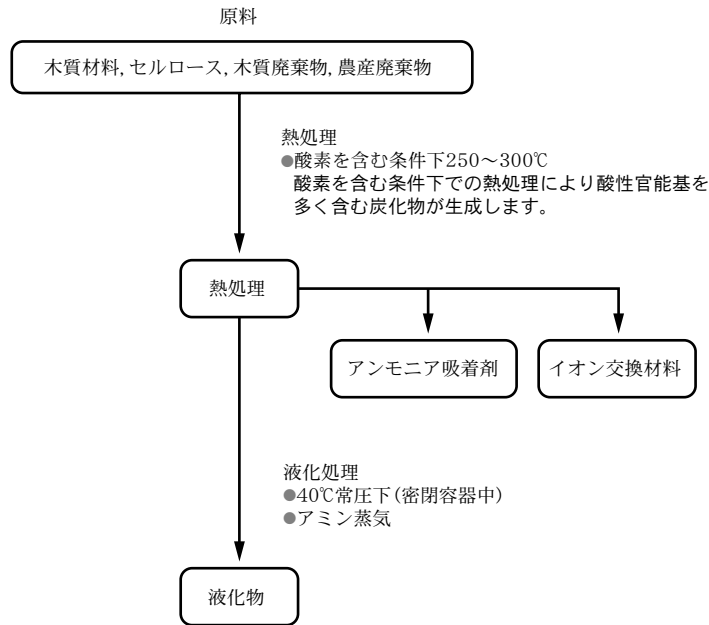 原料
木質材料, セルロース, 木質廃棄物, 農産廃棄物
熱処理
●酸素を含む条件下250～300℃
酸素を含む条件下での熱処理により酸性官能基を
多く含む炭化物が生成します。
熱処理
アンモニア吸着剤
イオン交換材料
液化処理
●40℃常圧下(密閉容器中)
●アミン蒸気
液化物